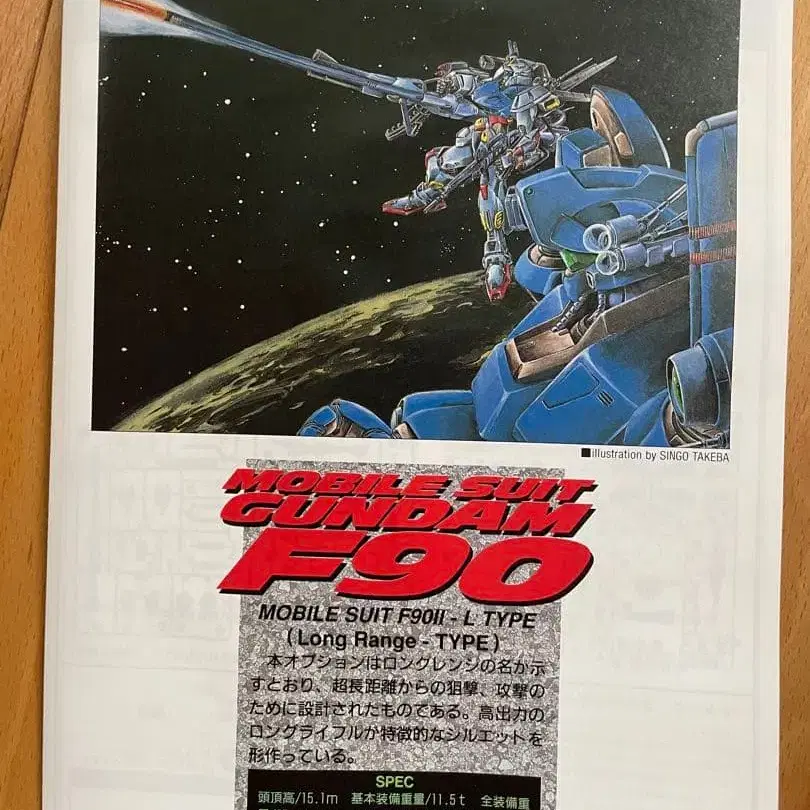 ■illustration by SINGO TAKEBA
MOBILE SUIT
GUNDAM
F90
MOBILE SUIT F90II - L TYPE
(Long Range - TYPE)
本オプションはロングレンジの名が示
すとおり、超長距離からの狙撃、攻撃の
ために設計されたものである。高出力の
ロングライフルが特徴的なシルエットを
形作っている。
SPEC
頭頂高/15.1m 基本装備重量/11.5t 全装備重